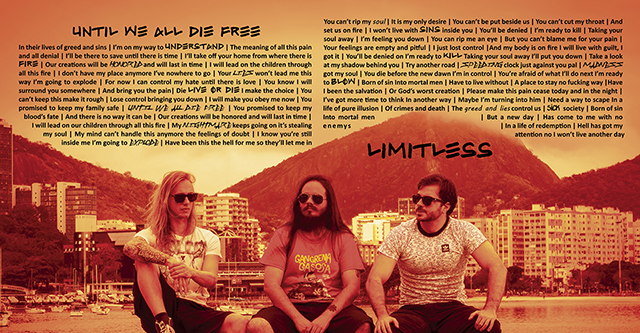 UNTIL WE ALL DIE FREE
In their lives of greed and sins | I'm on my way to UNDERSTAND | The meaning of all this pain
and all denial | I'll be there to save until there is time | I'll take off your home from where there is
FIRE | Our creations will be HONORED and will last in time | I will lead on the children through
all this fire | I don't have my place anymore I've nowhere to go | Your LIFE won't lead me this
way I'm going to explode | For now I can control my hate until there is love | You know I will
surround you somewhere | And bring you the pain | Die LIVE OR DIE I make the choice | You
can't keep this made it rough | Lose control bringing you down | I will make you obey me now | You
promised to keep my family safe | UNTIL WE ALL DIE FREE | You promised to keep my
blood's fate | And there is no way it can be | Our creations will be honored and will last in time |
I will lead on our children through all this fire | My NIGHTMARE keeps going on it's stealing
my soul | My mind can't handle this anymore the feelings of doubt | I know you're still
inside me I'm going to EXPLODE | Have been this the hell for me so they'll let me in
You can't rip my soul | It is my only desire | You can't be put beside us | You can't cut my throat | And
set us on fire | I won't live with SINS inside you | You'll be denied | I'm ready to kill | Taking your
soul away | I'm feeling you down | You can rip me an eye | But you can't blame me for your pain |
Your feelings are empty and pitful | I just lost control | And my body is on fire | I will live with guilt, I
got it | You'll be denied on I'm ready to KILL | Taking your soul away I'll put you down | Take a look
at my shadow behind you | Try another road | clock just against you pal | MADNESS
got my soul | You die before the new dawn I'm in control | You're afraid of what I'll do next I'm ready
to BLOW | Born of sin Into mortal men | Have to live without | A place to stay no fucking way | Have
I been the salvation | Or God's worst creation | Please make this pain cease today and in the night |
I've got more time to think In another way | Maybe I'm turning into him | Need a way to scape in a
life of pure illusion | Of crimes and death | The greed and lies control us | SICK society | Born of sin
Into mortal men
But a new day | Has come to me with no
enemys
| In a life of redemption | Hell has got my
attention no I won't live another day
LIMITLESS
GANGRENA
GASOSA